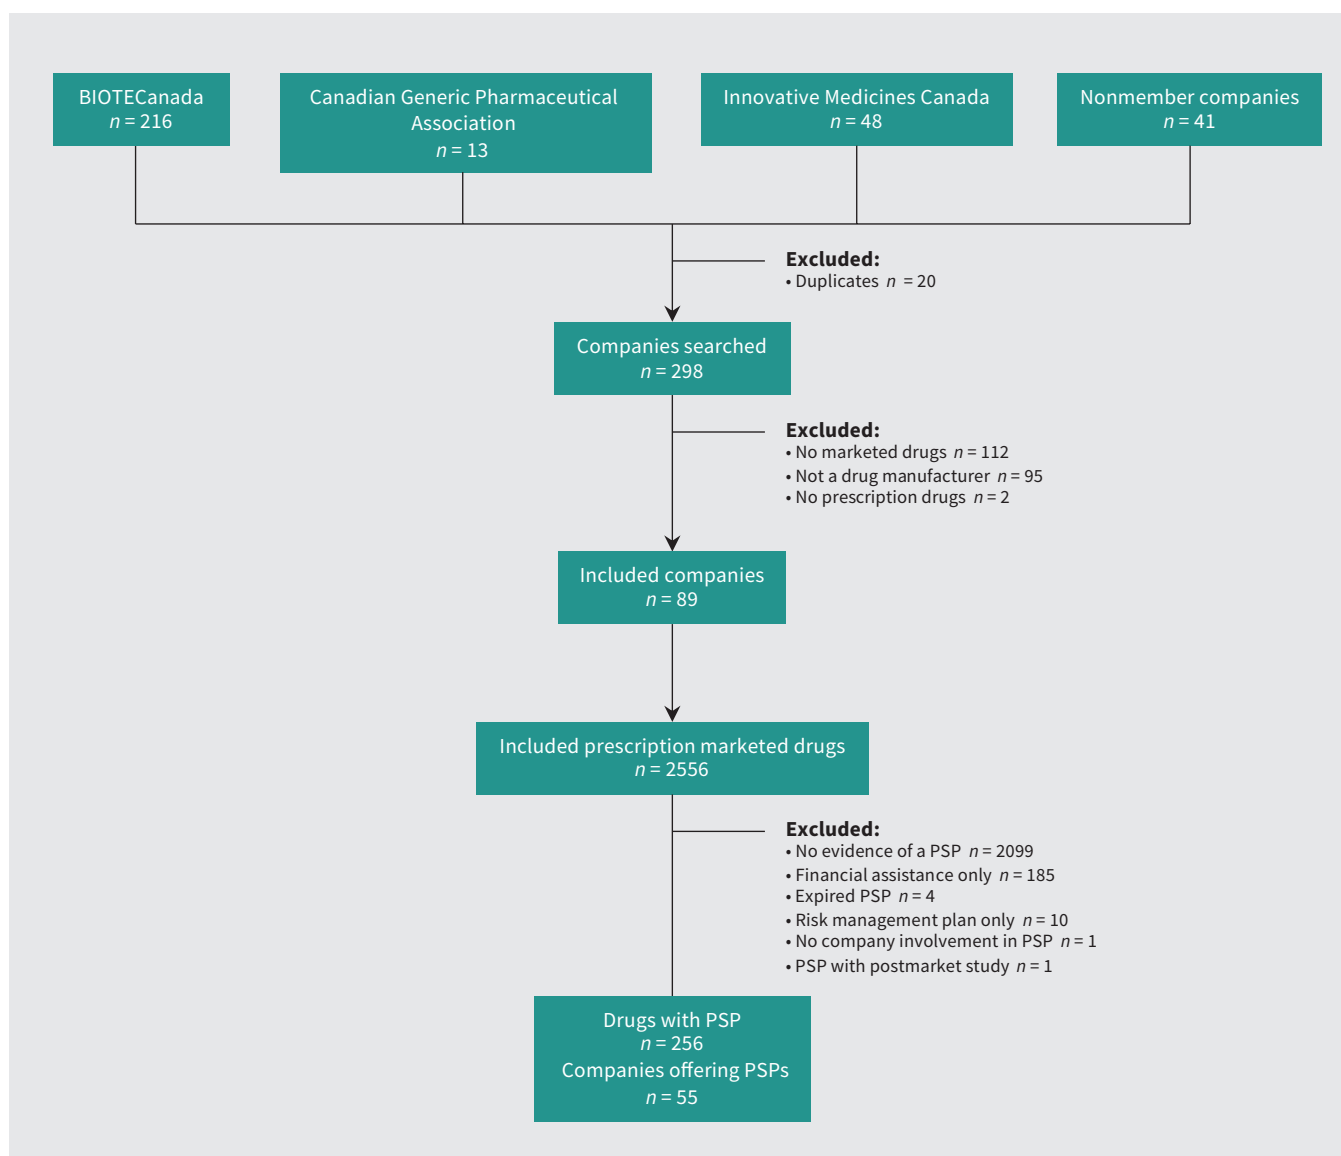 BIOTECanada
n = 216
Canadian Generic Pharmaceutical
Association
n = 13
Innovative Medicines Canada
n = 48
Nonmember companies
n = 41
Excluded:
• Duplicates n = 20
Companies searched
n = 298
Excluded:
• No marketed drugs n = 112
• Not a drug manufacturer n = 95
• No prescription drugs n = 2
Included companies
n = 89
Included prescription marketed drugs
n = 2556
Excluded:
• No evidence of a PSP n = 2099
• Financial assistance only n = 185
• Expired PSP n = 4
• Risk management plan only n = 10
• No company involvement in PSP n = 1
• PSP with postmarket study n = 1
Drugs with PSP
n = 256
Companies offering PSPs
n = 55